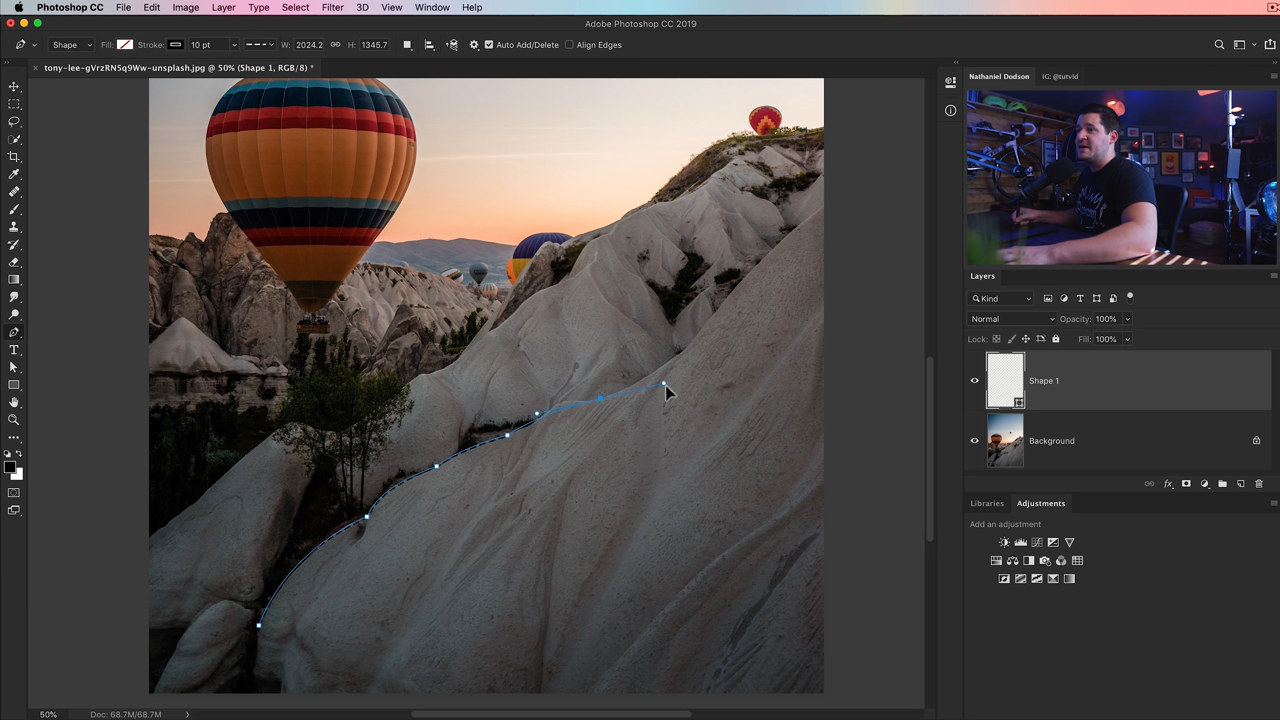 Photoshop CC File Edit Image Layer Type Select Filter 3D View Window Help
Adobe Photoshop CC 2019
Shape Fill: Stroke: 10 pt W: 2024.2 H: 1345.7 Auto Add/Delete Align Edges
tony-lee-gVrzRN5q9Ww-unsplash.jpg @ 50% (Shape 1, RGB/8) *
Nathaniel Dodson IG: @tutvid
Layers
Kind
Normal Opacity: 100%
Lock: Fill: 100%
Shape 1
Background
fx
Libraries Adjustments
Add an adjustment
50% Doc: 68.7M/68.7M